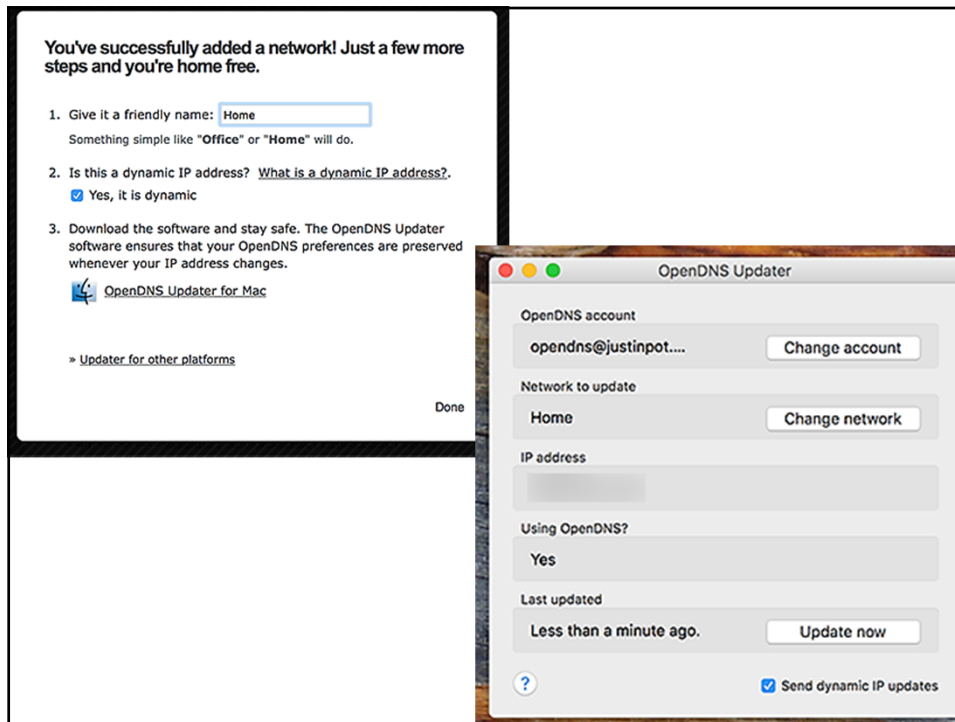 You've successfully added a network! Just a few more
steps and you're home free.
1. Give it a friendly name: Home
Something simple like "Office" or "Home" will do.
2. Is this a dynamic IP address? What is a dynamic IP address?.
Yes, it is dynamic
3. Download the software and stay safe. The OpenDNS Updater
software ensures that your OpenDNS preferences are preserved
whenever your IP address changes.
OpenDNS Updater for Mac
» Updater for other platforms
Done
OpenDNS Updater
OpenDNS account
opendns@justinpot.... Change account
Network to update
Home Change network
IP address
Using OpenDNS?
Yes
Last updated
Less than a minute ago. Update now
? Send dynamic IP updates